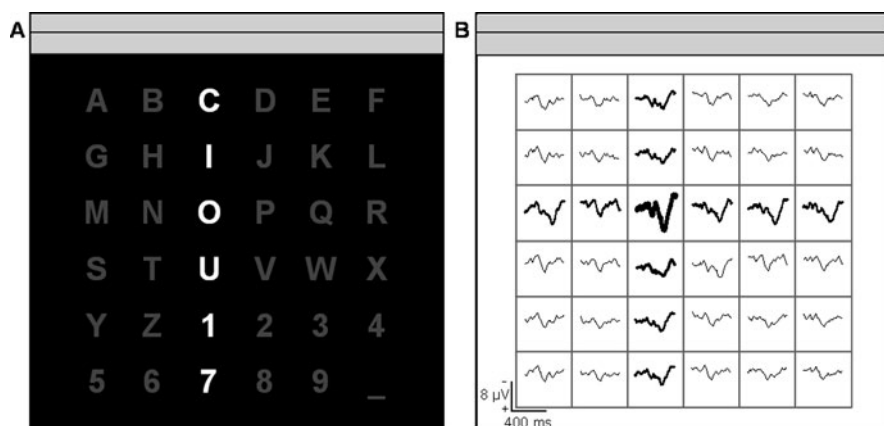 A
A B C D E F
G H I J K L
M N O P Q R
S T U V W X
Y Z 1 2 3 4
5 6 7 8 9 _
B
-
8 µV
+
400 ms